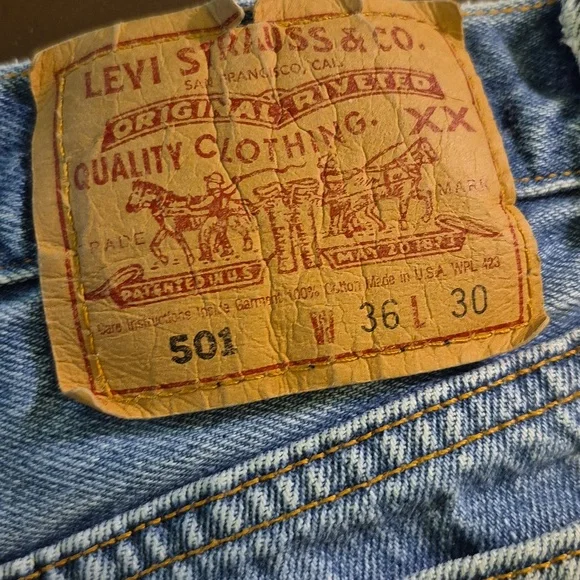 LEVI STRAUSS & CO.
SAN FRANCISCO, CAL.
ORIGINAL RIVETED
QUALITY CLOTHING. XX
TRADE MARK
PATENTED IN U.S. MAY 20 1873
Care Instructions Inside Garment 100% Cotton Made in U.S.A. WPL 423
501 W 36 L 30